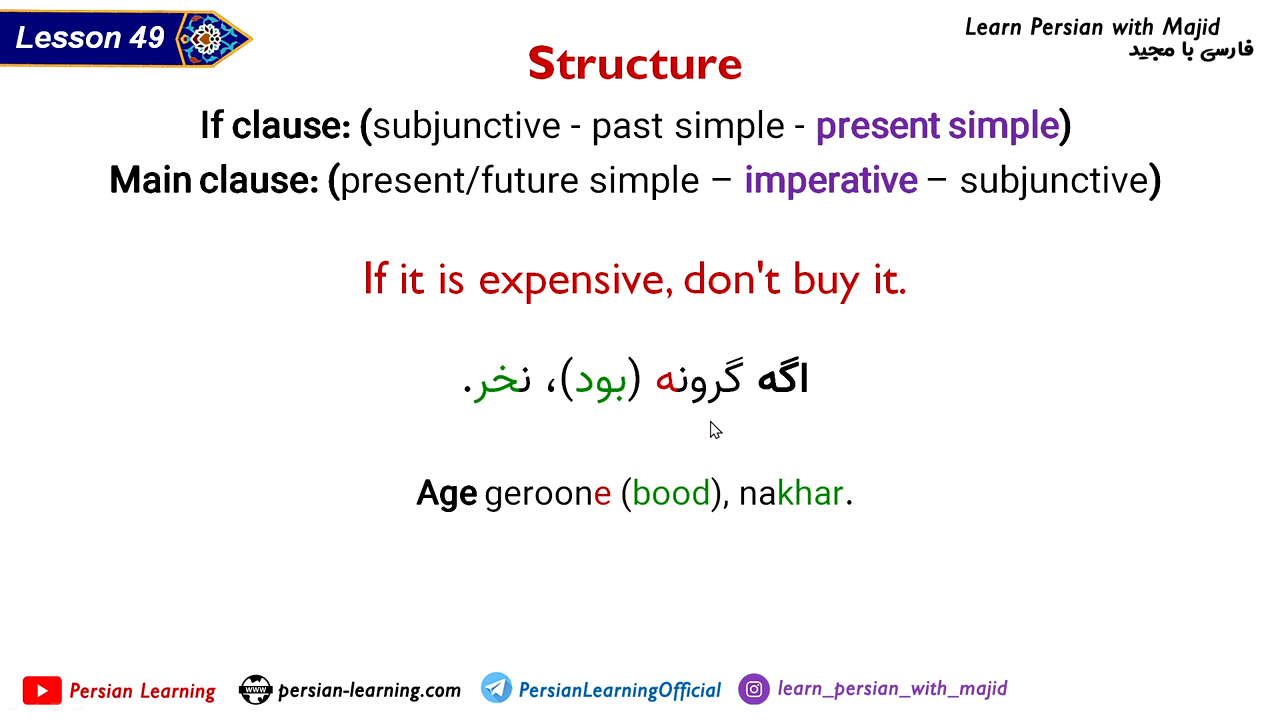 Lesson 49
Learn Persian with Majid
فارسی با مجید
Structure
If clause: (subjunctive - past simple - present simple)
Main clause: (present/future simple – imperative – subjunctive)
If it is expensive, don't buy it.
اگه گرونه (بود)، نخر.
Age geroone (bood), nakhar.
Persian Learning
www
persian-learning.com
PersianLearningOfficial
learn_persian_with_majid